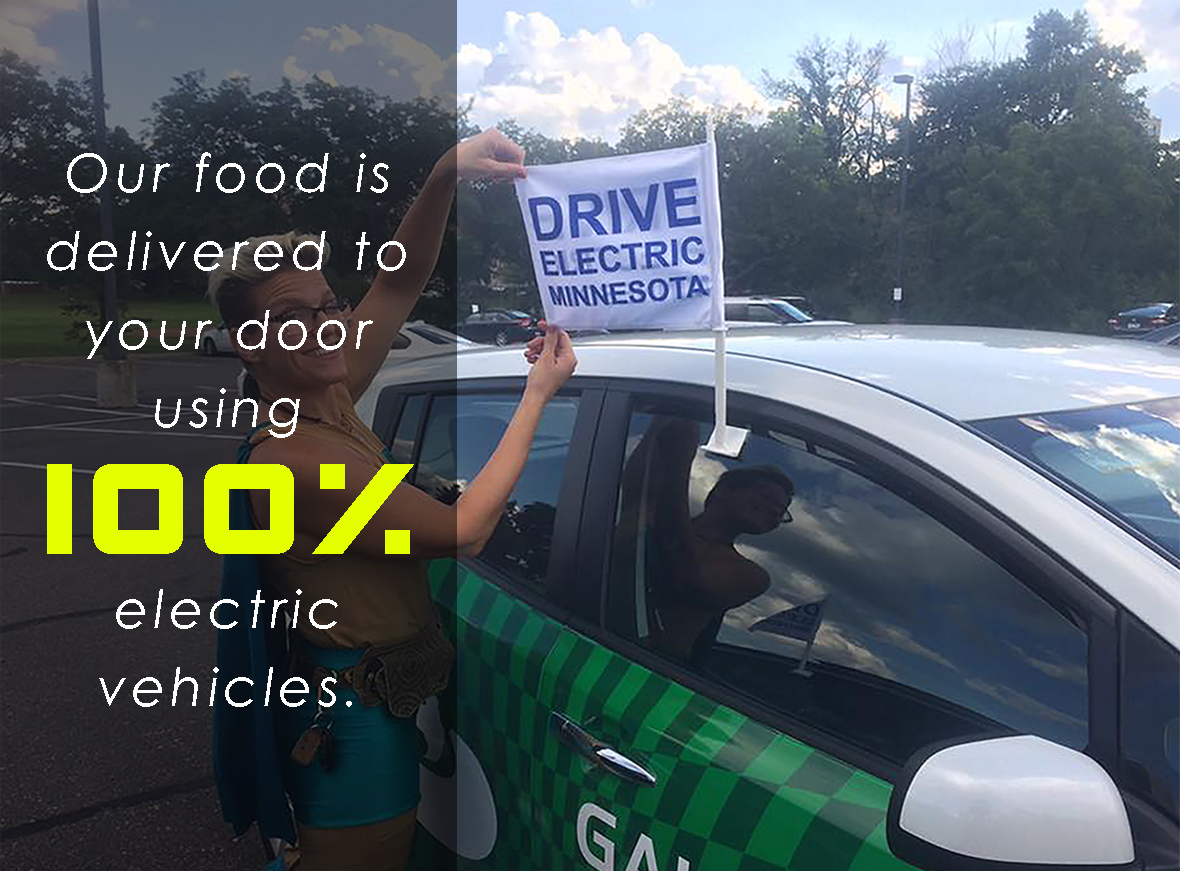 Our food is
delivered to
your door
using
100%
electric
vehicles.
DRIVE
ELECTRIC
MINNESOTA